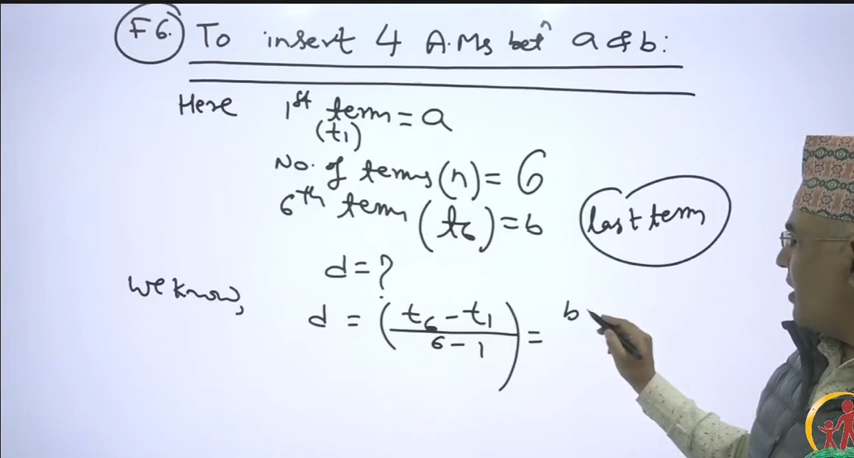 F6. To insert 4 A.Ms betⁿ a & b:
Here 1st term = a
(t₁)
No. of terms (n) = 6
6th term (t₆) = b
last term
d = ?
We know,
d = (t₆ - t₁ / 6 - 1) = b